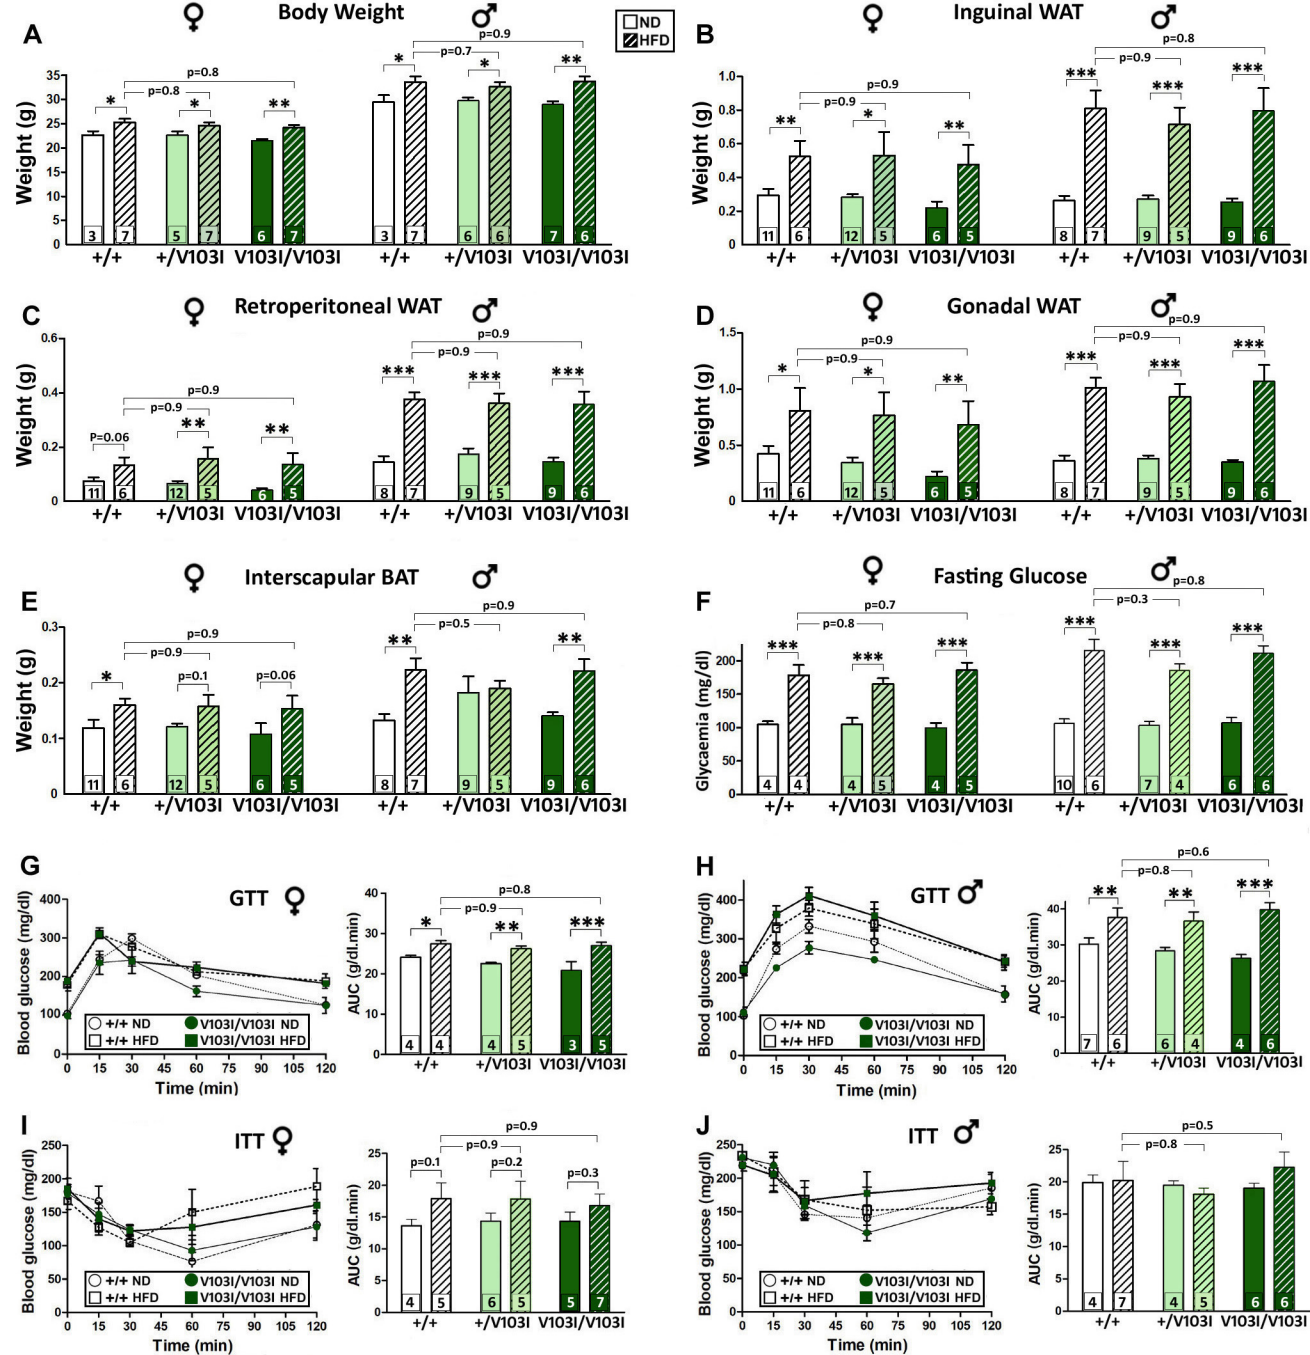 A
♀ Body Weight ♂
ND
HFD
Weight (g)
35
30
25
20
15
10
5
0
p=0.8
p=0.8
* * **
p=0.9
p=0.7
* * **
3 7 5 7 6 7 3 7 6 6 7 6
+/+ +/V103I V103I/V103I +/+ +/V103I V103I/V103I
B
♀ Inguinal WAT ♂
Weight (g)
1.0
0.8
0.6
0.4
0.2
0
p=0.9
p=0.9
** * **
p=0.8
p=0.9
*** *** ***
11 6 12 5 6 5 8 7 9 5 9 6
+/+ +/V103I V103I/V103I +/+ +/V103I V103I/V103I
C
♀ Retroperitoneal WAT ♂
Weight (g)
0.6
0.4
0.2
0
p=0.9
p=0.9
P=0.06 ** **
p=0.9
p=0.9
*** *** ***
11 6 12 5 6 5 8 7 9 5 9 6
+/+ +/V103I V103I/V103I +/+ +/V103I V103I/V103I
D
♀ Gonadal WAT ♂
Weight (g)
1.5
1.0
0.5
0
p=0.9
p=0.9
* * **
p=0.9
p=0.9
*** *** ***
11 6 12 5 6 5 8 7 9 5 9 6
+/+ +/V103I V103I/V103I +/+ +/V103I V103I/V103I
E
♀ Interscapular BAT ♂
Weight (g)
0.3
0.2
0.1
0
p=0.9
p=0.9
* p=0.1 p=0.06
p=0.9
p=0.5
** **
11 6 12 5 6 5 8 7 9 5 9 6
+/+ +/V103I V103I/V103I +/+ +/V103I V103I/V103I
F
♀ Fasting Glucose ♂
Glycaemia (mg/dl)
200
150
100
50
0
p=0.7
p=0.8
*** *** ***
p=0.8
p=0.3
*** *** ***
4 4 4 5 4 5 10 6 7 4 6 6
+/+ +/V103I V103I/V103I +/+ +/V103I V103I/V103I
G
GTT ♀
Blood glucose (mg/dl)
400
300
200
100
0
+/+ ND V103I/V103I ND
+/+ HFD V103I/V103I HFD
0 15 30 45 60 75 90 105 120
Time (min)
AUC (g/dl.min)
40
30
20
10
0
p=0.8
p=0.9
* ** ***
4 4 4 5 3 5
+/+ +/V103I V103I/V103I
H
GTT ♂
Blood glucose (mg/dl)
400
300
200
100
0
+/+ ND V103I/V103I ND
+/+ HFD V103I/V103I HFD
0 15 30 45 60 75 90 105 120
Time (min)
AUC (g/dl.min)
40
30
20
10
0
p=0.6
p=0.8
** ** ***
7 6 6 4 4 6
+/+ +/V103I V103I/V103I
I
ITT ♀
Blood glucose (mg/dl)
250
200
150
100
50
0
+/+ ND V103I/V103I ND
+/+ HFD V103I/V103I HFD
0 15 30 45 60 75 90 105 120
Time (min)
AUC (g/dl.min)
25
20
15
10
5
0
p=0.9
p=0.9
p=0.1 p=0.2 p=0.3
4 5 6 5 5 7
+/+ +/V103I V103I/V103I
J
ITT ♂
Blood glucose (mg/dl)
250
200
150
100
50
0
+/+ ND V103I/V103I ND
+/+ HFD V103I/V103I HFD
0 15 30 45 60 75 90 105 120
Time (min)
AUC (g/dl.min)
25
20
15
10
5
0
p=0.5
p=0.8
4 7 4 5 6 6
+/+ +/V103I V103I/V103I